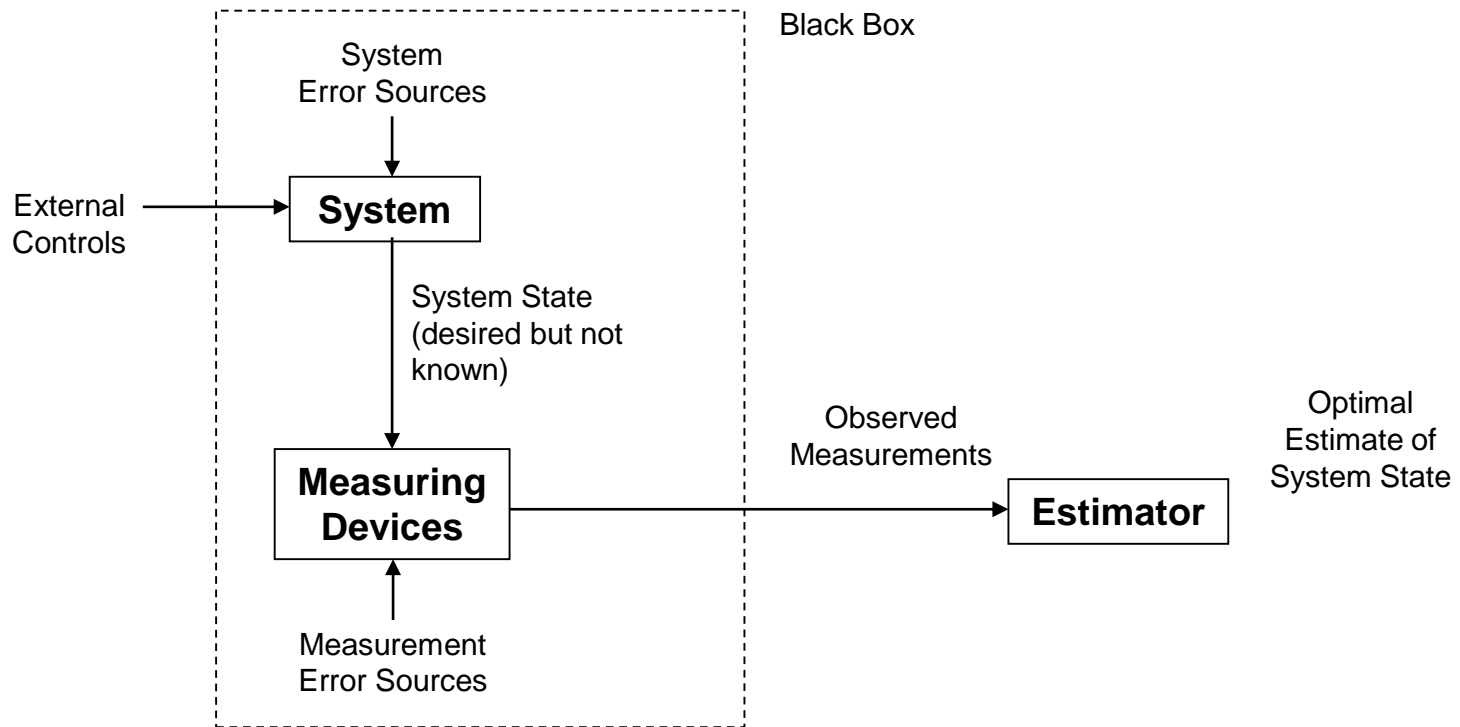 Black Box
System
Error Sources
External
Controls
System
System State
(desired but not
known)
Measuring
Devices
Observed
Measurements
Optimal
Estimate of
System State
Estimator
Measurement
Error Sources